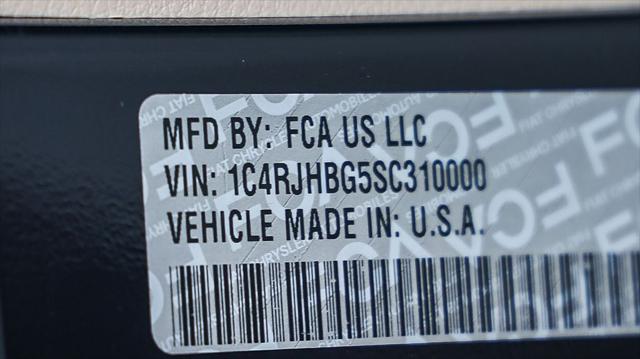 MFD BY: FCA US LLC
VIN: 1C4RJHBG5SC310000
VEHICLE MADE IN: U.S.A.